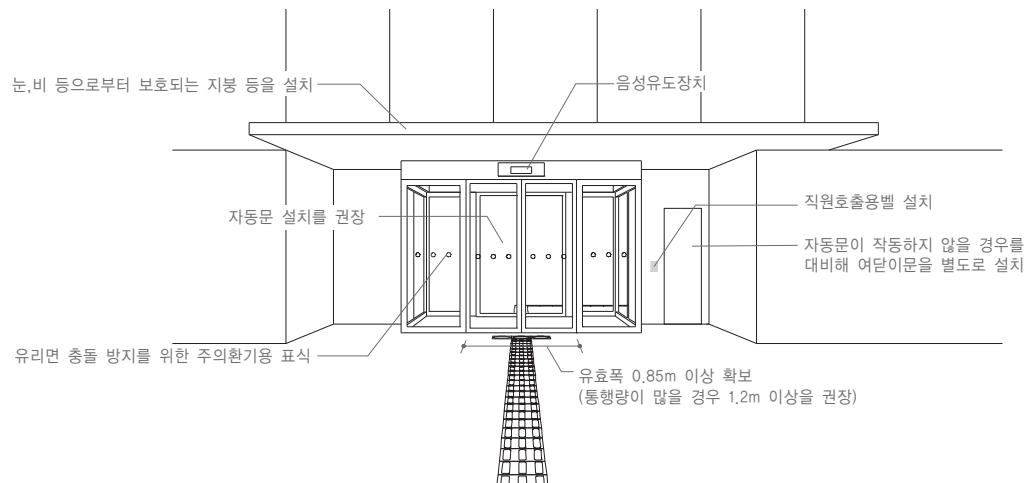 눈,비 등으로부터 보호되는 지붕 등을 설치
음성유도장치
자동문 설치를 권장
직원호출용벨 설치
자동문이 작동하지 않을 경우를
대비해 여닫이문을 별도로 설치
유리면 충돌 방지를 위한 주의환기용 표식
유효폭 0.85m 이상 확보
(통행량이 많을 경우 1.2m 이상을 권장)